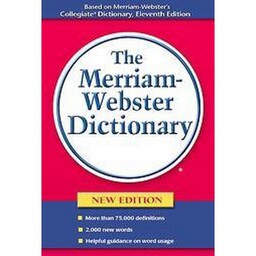 Based on Merriam-Webster's
Collegiate® Dictionary, Eleventh Edition
The
Merriam-
Webster
Dictionary
®
NEW EDITION
More than 75,000 definitions
2,000 new words
Helpful guidance on word usage